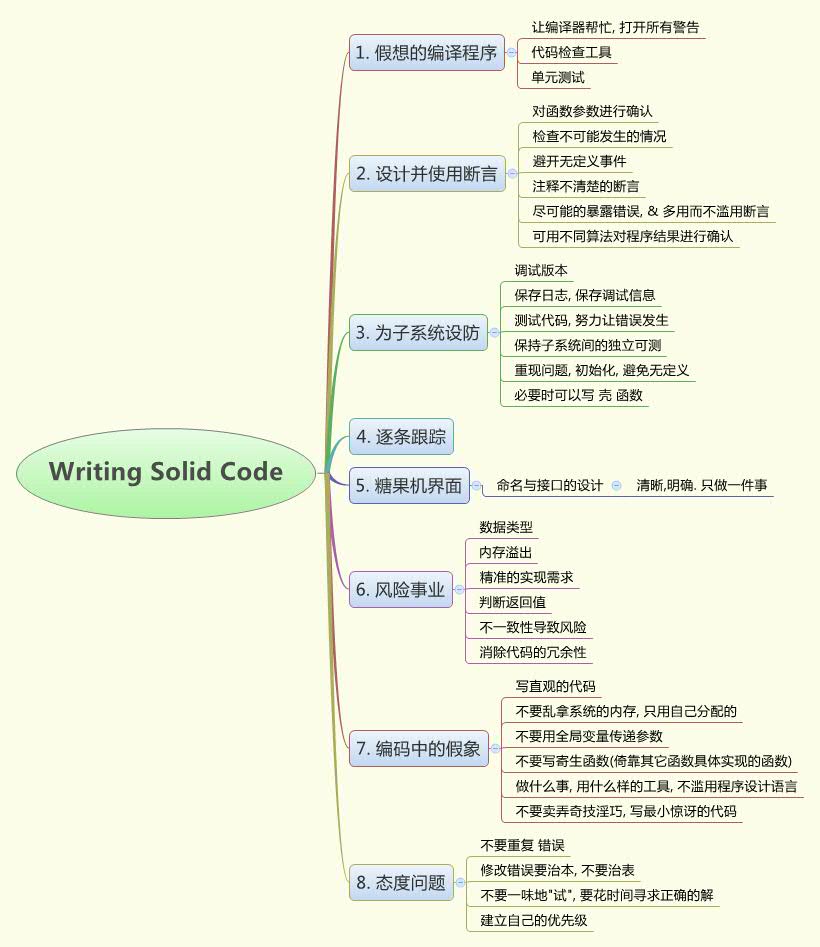 Writing Solid Code
1. 假想的编译程序
让编译器帮忙, 打开所有警告
代码检查工具
单元测试
2. 设计并使用断言
对函数参数进行确认
检查不可能发生的情况
避开无定义事件
注释不清楚的断言
尽可能的暴露错误, & 多用而不滥用断言
可用不同算法对程序结果进行确认
3. 为子系统设防
调试版本
保存日志, 保存调试信息
测试代码, 努力让错误发生
保持子系统间的独立可测
重现问题, 初始化, 避免无定义
必要时可以写 壳 函数
4. 逐条跟踪
5. 糖果机界面
命名与接口的设计
清晰,明确. 只做一件事
6. 风险事业
数据类型
内存溢出
精准的实现需求
判断返回值
不一致性导致风险
消除代码的冗余性
7. 编码中的假象
写直观的代码
不要乱拿系统的内存, 只用自己分配的
不要用全局变量传递参数
不要写寄生函数(倚靠其它函数具体实现的函数)
做什么事, 用什么样的工具, 不滥用程序设计语言
不要卖弄奇技淫巧, 写最小惊讶的代码
8. 态度问题
不要重复 错误
修改错误要治本, 不要治表
不要一味地"试", 要花时间寻求正确的解
建立自己的优先级